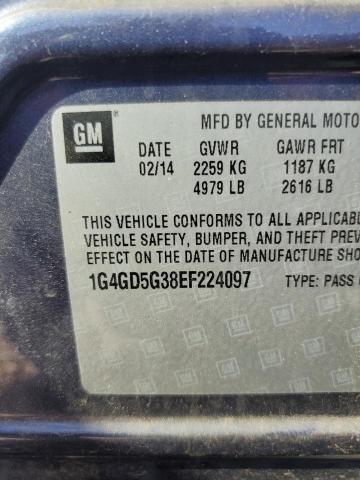 GM
MFD BY GENERAL MOTO
DATE GVWR GAWR FRT
02/14 2259 KG 1187 KG
4979 LB 2616 LB
THIS VEHICLE CONFORMS TO ALL APPLICAB
VEHICLE SAFETY, BUMPER, AND THEFT PREV
EFFECT ON THE DATE OF MANUFACTURE SHO
1G4GD5G38EF224097 TYPE: PASS